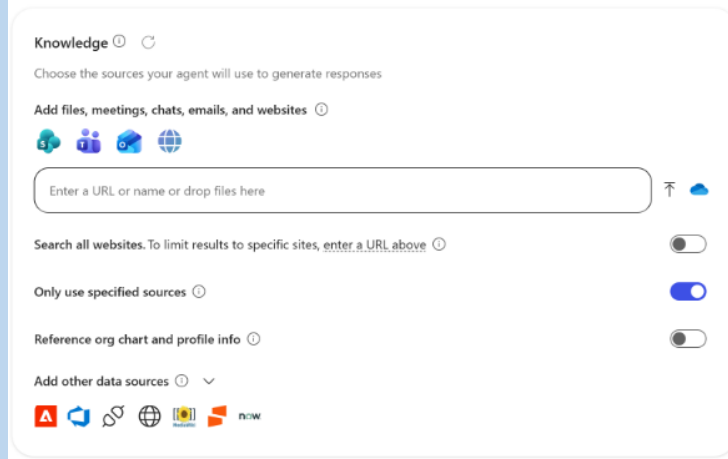 Knowledge
Choose the sources your agent will use to generate responses
Add files, meetings, chats, emails, and websites
Enter a URL or name or drop files here
Search all websites. To limit results to specific sites, enter a URL above
Only use specified sources
Reference org chart and profile info
Add other data sources
MediaWiki
now